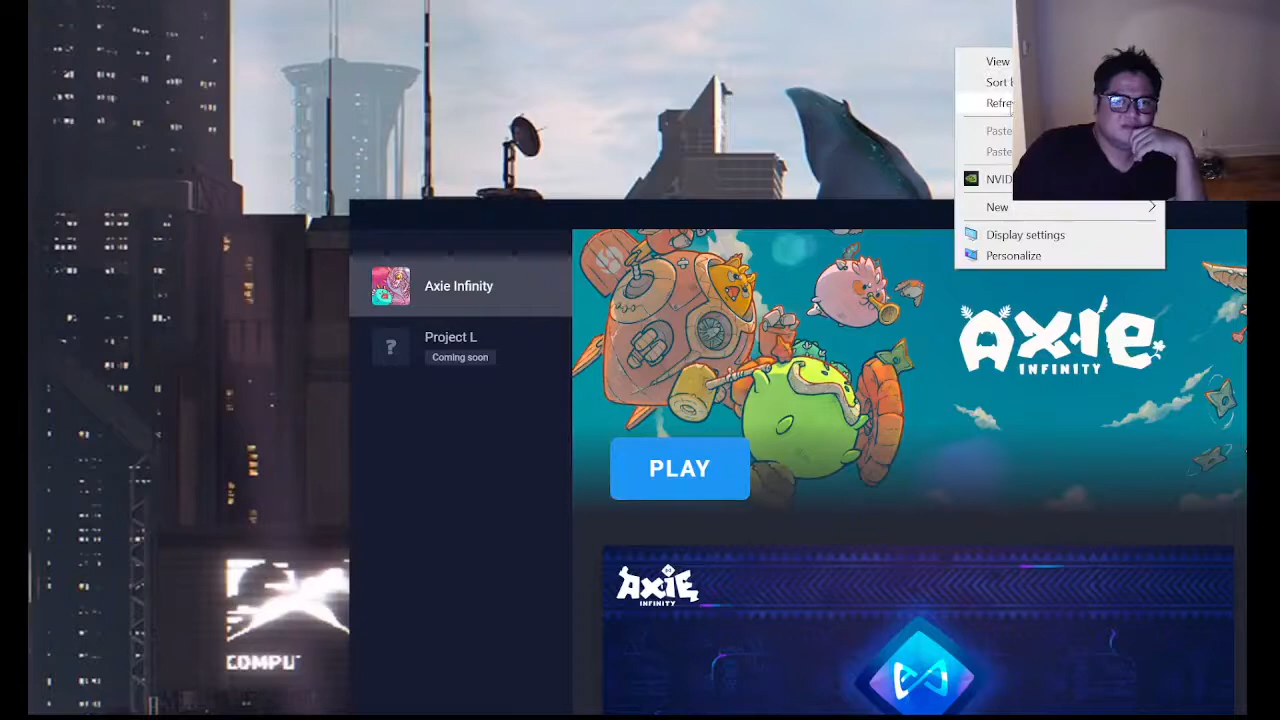 View
Sort
Refre
Paste
Paste
NVID
New
Display settings
Personalize
Axie Infinity
Project L
Coming soon
AXIE
INFINITY
PLAY
AXIE
INFINITY
COMPUT